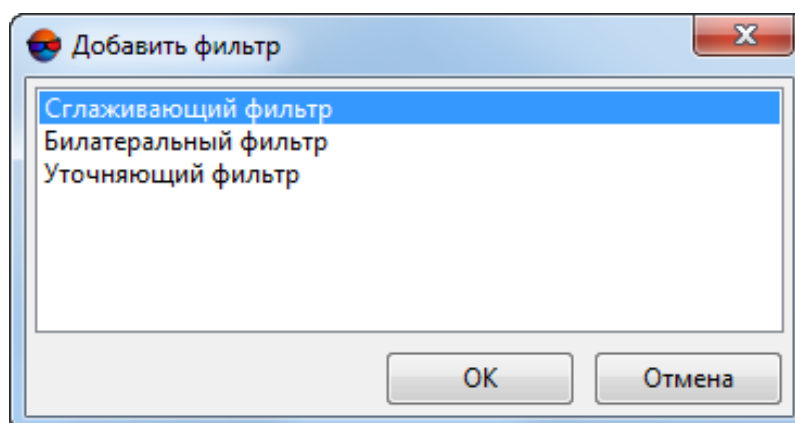 Добавить фильтр
Сглаживающий фильтр
Билатеральный фильтр
Уточняющий фильтр
OK Отмена